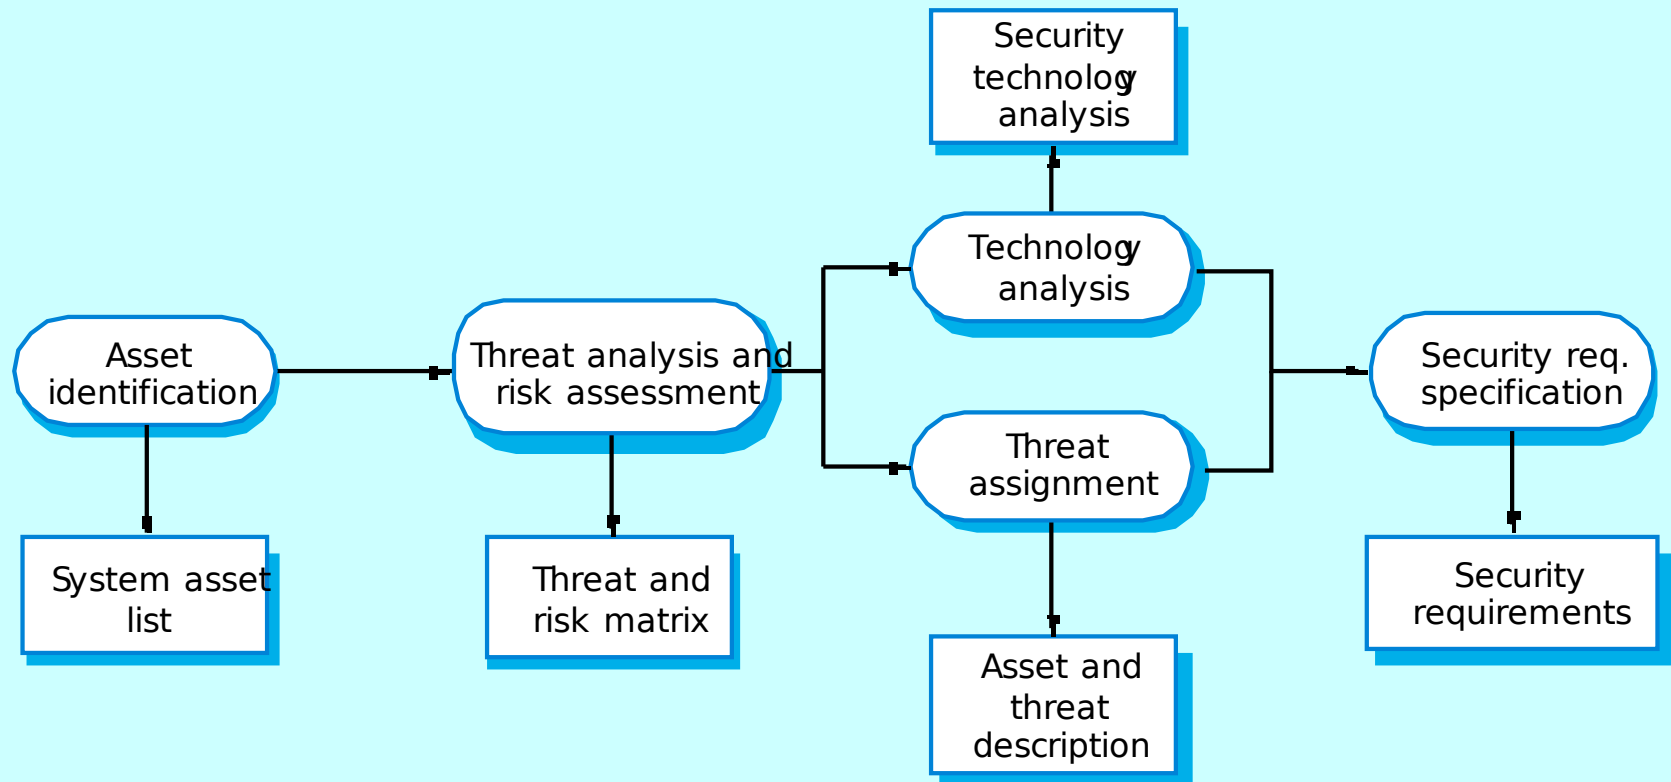 Security
technology
analysis
Technology
analysis
Asset
identification
Threat analysis and
risk assessment
Security req.
specification
Threat
assignment
System asset
list
Threat and
risk matrix
Security
requirements
Asset and
threat
description